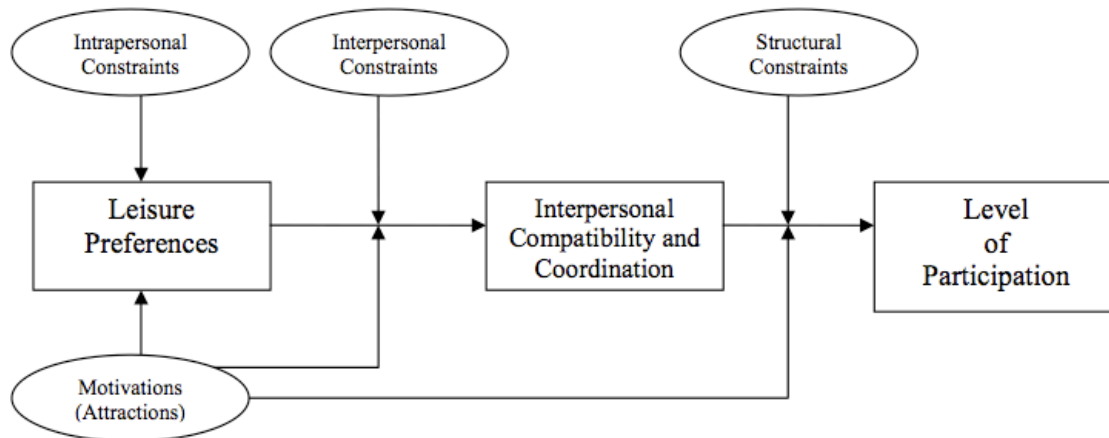 Intrapersonal
Constraints
Interpersonal
Constraints
Structural
Constraints
Leisure
Preferences
Interpersonal
Compatibility and
Coordination
Level
of
Participation
Motivations
(Attractions)